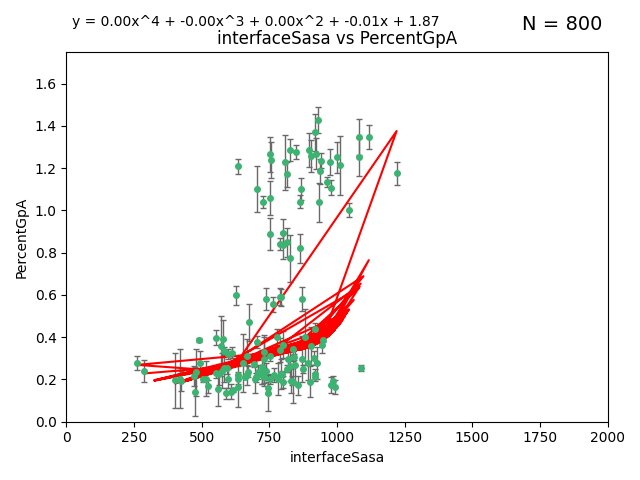 y = 0.00x^4 + -0.00x^3 + 0.00x^2 + -0.01x + 1.87
N = 800
interfaceSasa vs PercentGpA
PercentGpA
1.6
1.4
1.2
1.0
0.8
0.6
0.4
0.2
0.0
0 250 500 750 1000 1250 1500 1750 2000
interfaceSasa